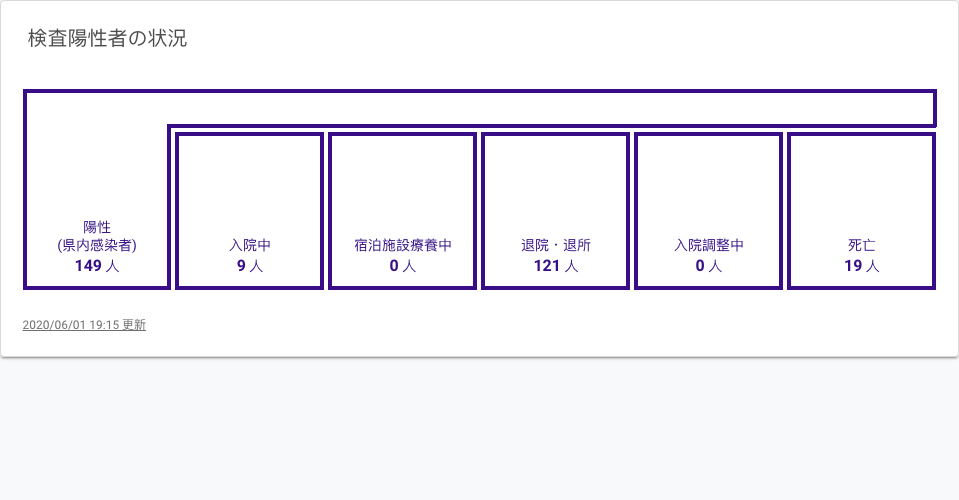 検査陽性者の状況
陽性
(県内感染者)
149 人
入院中
9 人
宿泊施設療養中
0 人
退院・退所
121 人
入院調整中
0 人
死亡
19 人
2020/06/01 19:15 更新